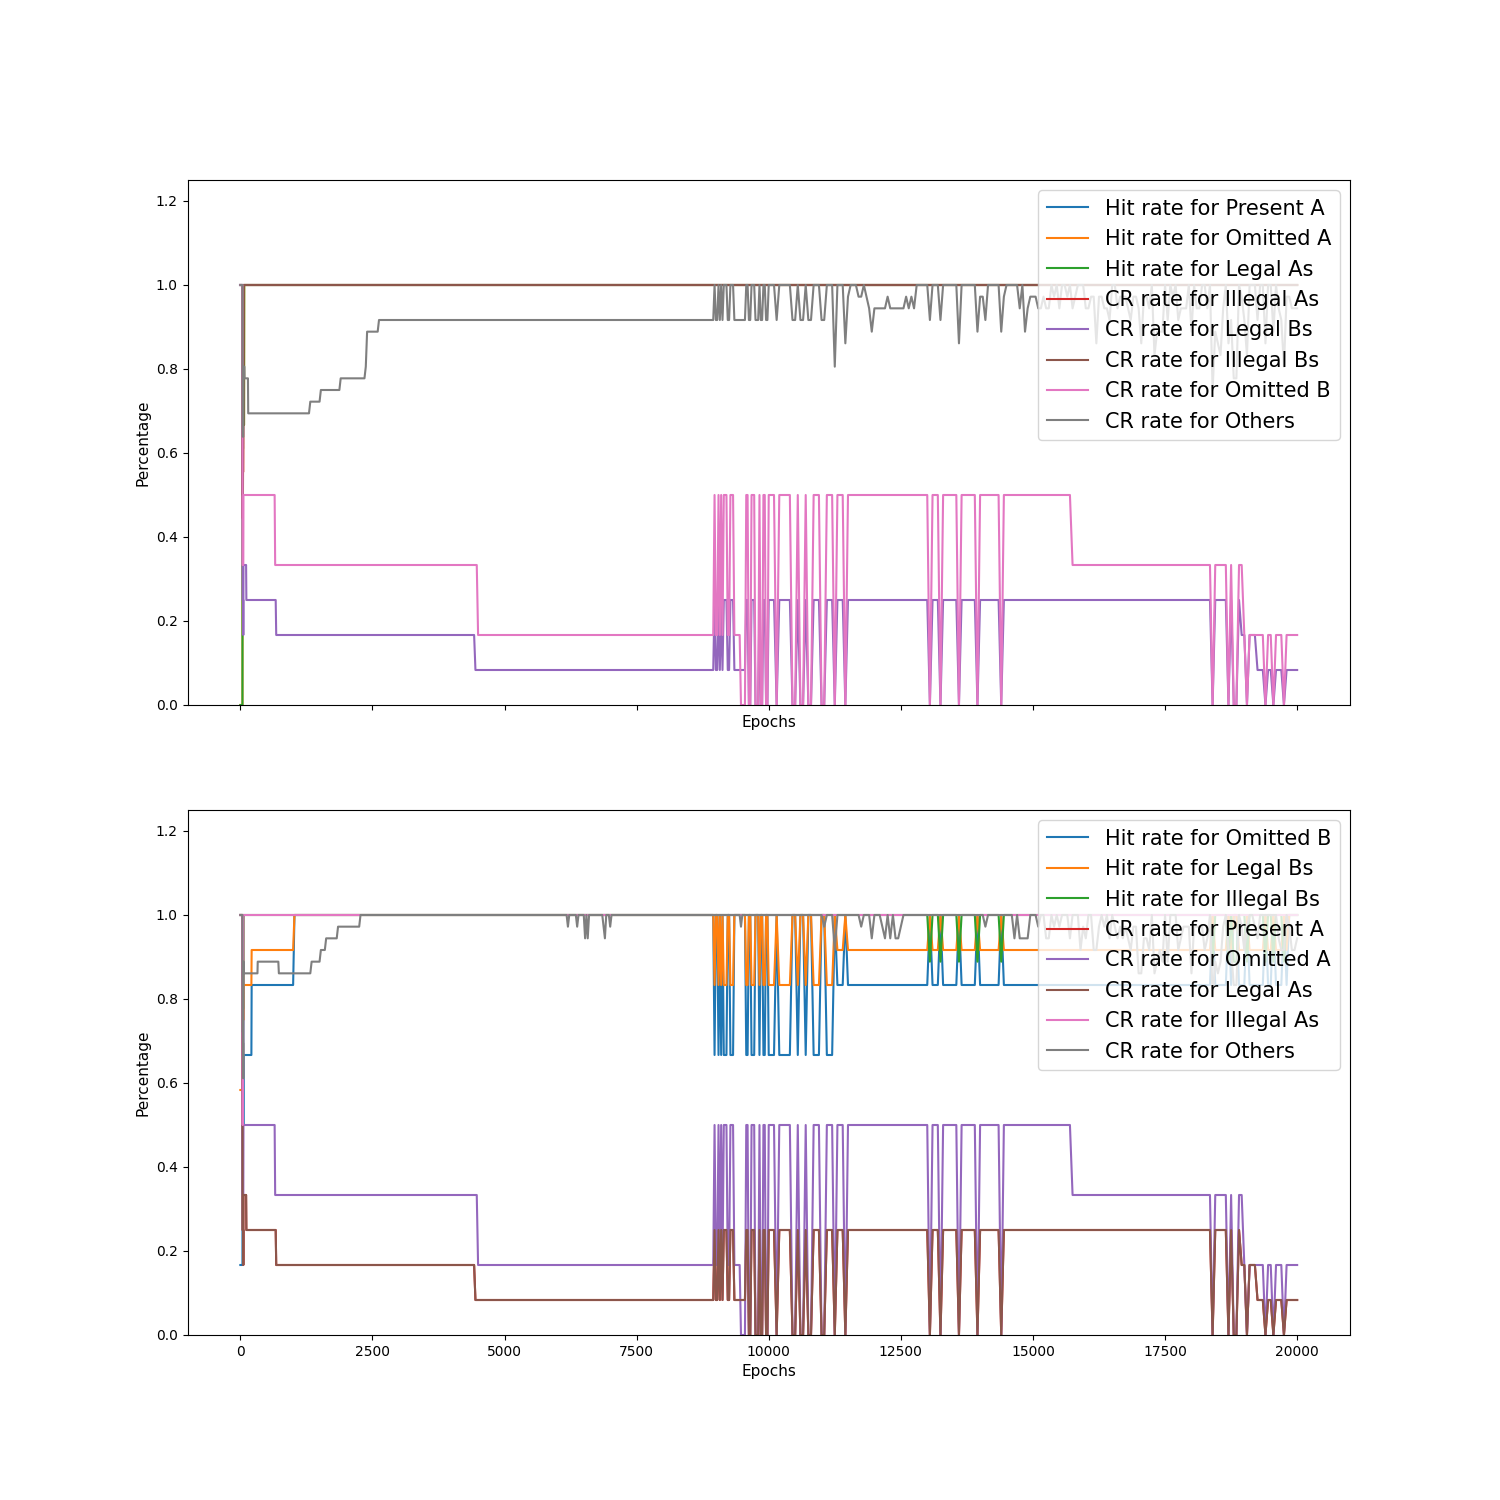 1.2
1.0
0.8
0.6
0.4
0.2
0.0
Percentage
Epochs
Hit rate for Present A
Hit rate for Omitted A
Hit rate for Legal As
CR rate for Illegal As
CR rate for Legal Bs
CR rate for Illegal Bs
CR rate for Omitted B
CR rate for Others
1.2
1.0
0.8
0.6
0.4
0.2
0.0
Percentage
Hit rate for Omitted B
Hit rate for Legal Bs
Hit rate for Illegal Bs
CR rate for Present A
CR rate for Omitted A
CR rate for Legal As
CR rate for Illegal As
CR rate for Others
0 2500 5000 7500 10000 12500 15000 17500 20000
Epochs